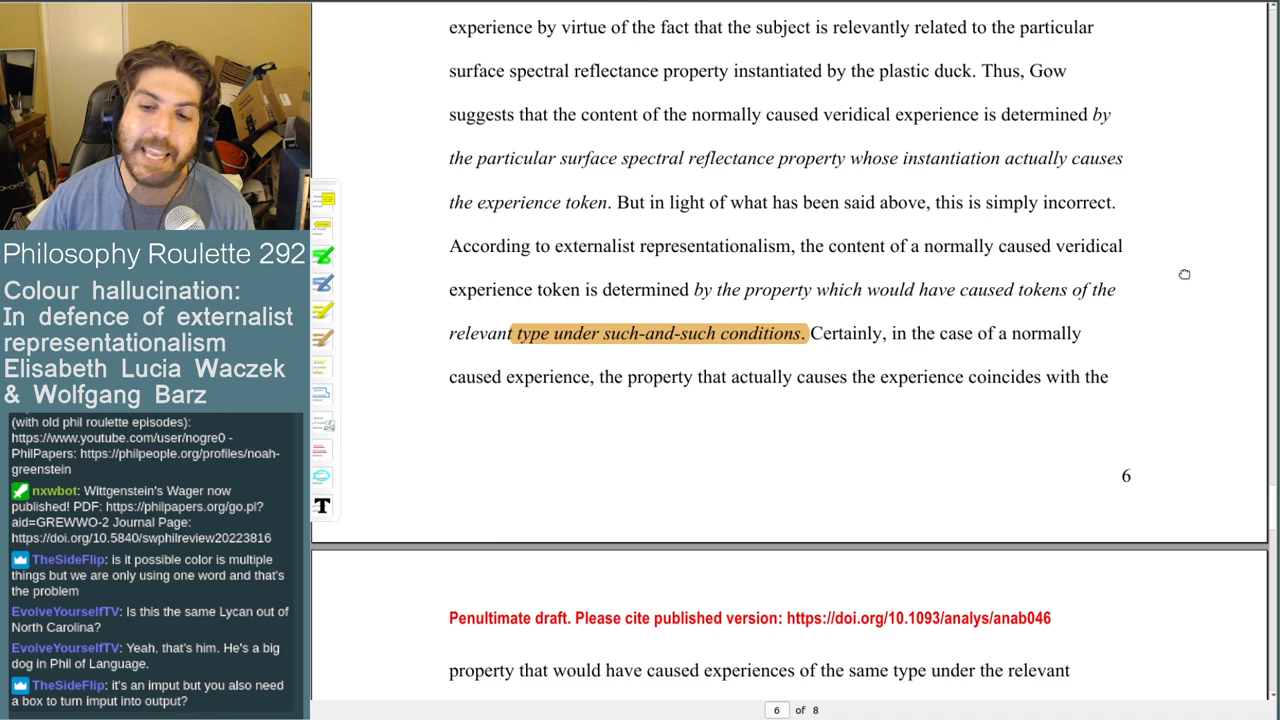 Philosophy Roulette 292
Colour hallucination:
In defence of externalist
representationalism
Elisabeth Lucia Waczek
& Wolfgang Barz
(with old phil roulette episodes):
https://www.youtube.com/user/nogre0 -
PhilPapers: https://philpeople.org/profiles/noah-
greenstein
nxwbot: Wittgenstein's Wager now
published! PDF: https://philpapers.org/go.pl?
aid=GREWWO-2 Journal Page:
https://doi.org/10.5840/swphilreview20223816
TheSideFlip: is it possible color is multiple
things but we are only using one word and that's
the problem
EvolveYourselfTV: Is this the same Lycan out of
North Carolina?
EvolveYourselfTV: Yeah, that's him. He's a big
dog in Phil of Language.
TheSideFlip: it's an imput but you also need
a box to turn imput into output?
experience by virtue of the fact that the subject is relevantly related to the particular
surface spectral reflectance property instantiated by the plastic duck. Thus, Gow
suggests that the content of the normally caused veridical experience is determined by
the particular surface spectral reflectance property whose instantiation actually causes
the experience token. But in light of what has been said above, this is simply incorrect.
According to externalist representationalism, the content of a normally caused veridical
experience token is determined by the property which would have caused tokens of the
relevant type under such-and-such conditions. Certainly, in the case of a normally
caused experience, the property that actually causes the experience coincides with the
6
Penultimate draft. Please cite published version: https://doi.org/10.1093/analys/anab046
property that would have caused experiences of the same type under the relevant
T
6 of 8